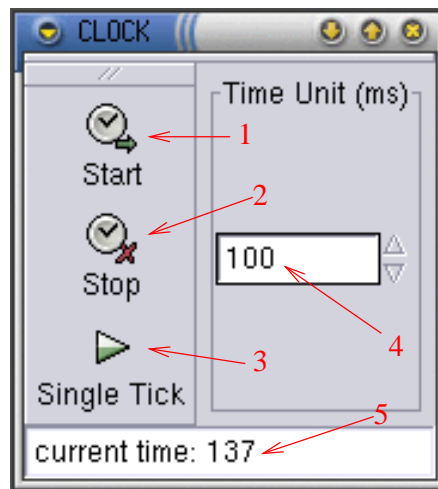 CLOCK
Time Unit (ms)
1
Start
2
100
Stop
4
3
Single Tick
5
current time: 137